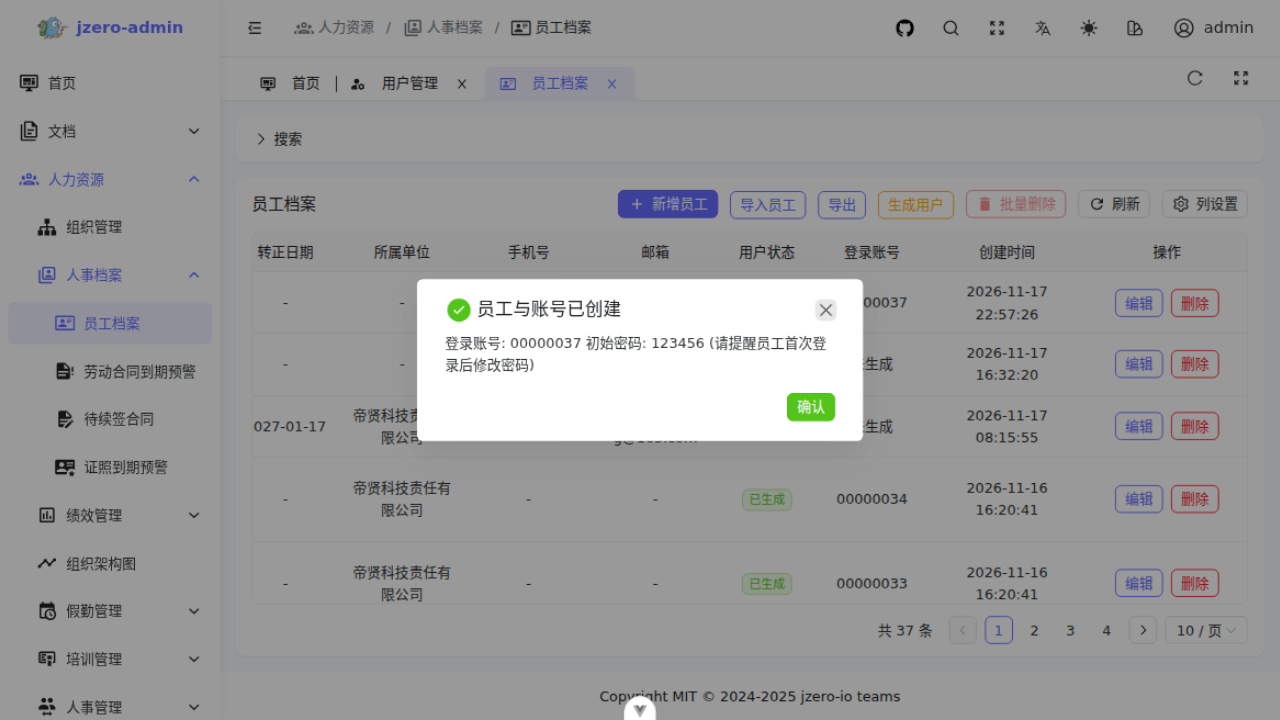 jzero-admin
人力资源 / 人事档案 / 员工档案
admin
首页
文档
人力资源
组织管理
人事档案
员工档案
劳动合同到期预警
待续签合同
证照到期预警
绩效管理
组织架构图
假勤管理
培训管理
人事管理
首页 用户管理 员工档案
搜索
员工档案
新增员工 导入员工 导出 生成用户 批量删除 刷新 列设置
转正日期 所属单位 手机号 邮箱 用户状态 登录账号 创建时间 操作
- - 00037 2026-11-17 22:57:26 编辑 删除
- - 生成 2026-11-17 16:32:20 编辑 删除
027-01-17 帝贤科技责 限公司 生成 2026-11-17 08:15:55 编辑 删除
- 帝贤科技责任有限公司 - - 已生成 00000034 2026-11-16 16:20:41 编辑 删除
- 帝贤科技责任有限公司 - - 已生成 00000033 2026-11-16 16:20:41 编辑 删除
员工与账号已创建
登录账号: 00000037 初始密码: 123456 (请提醒员工首次登
录后修改密码)
确认
共 37 条 1 2 3 4 10 / 页
Copyright MIT © 2024-2025 jzero-io teams